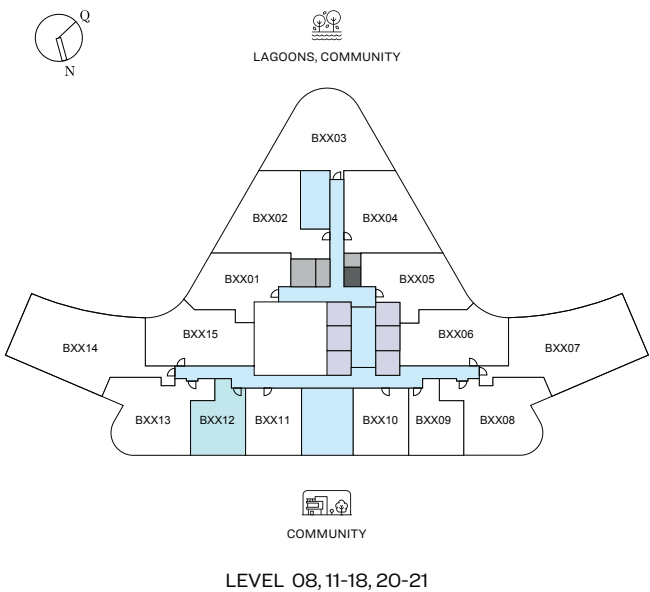 Q
N
LAGOONS, COMMUNITY
BXX03
BXX02
BXX04
BXX01
BXX05
BXX14
BXX15
BXX06
BXX07
BXX13
BXX12
BXX11
BXX10
BXX09
BXX08
COMMUNITY
LEVEL 08, 11-18, 20-21